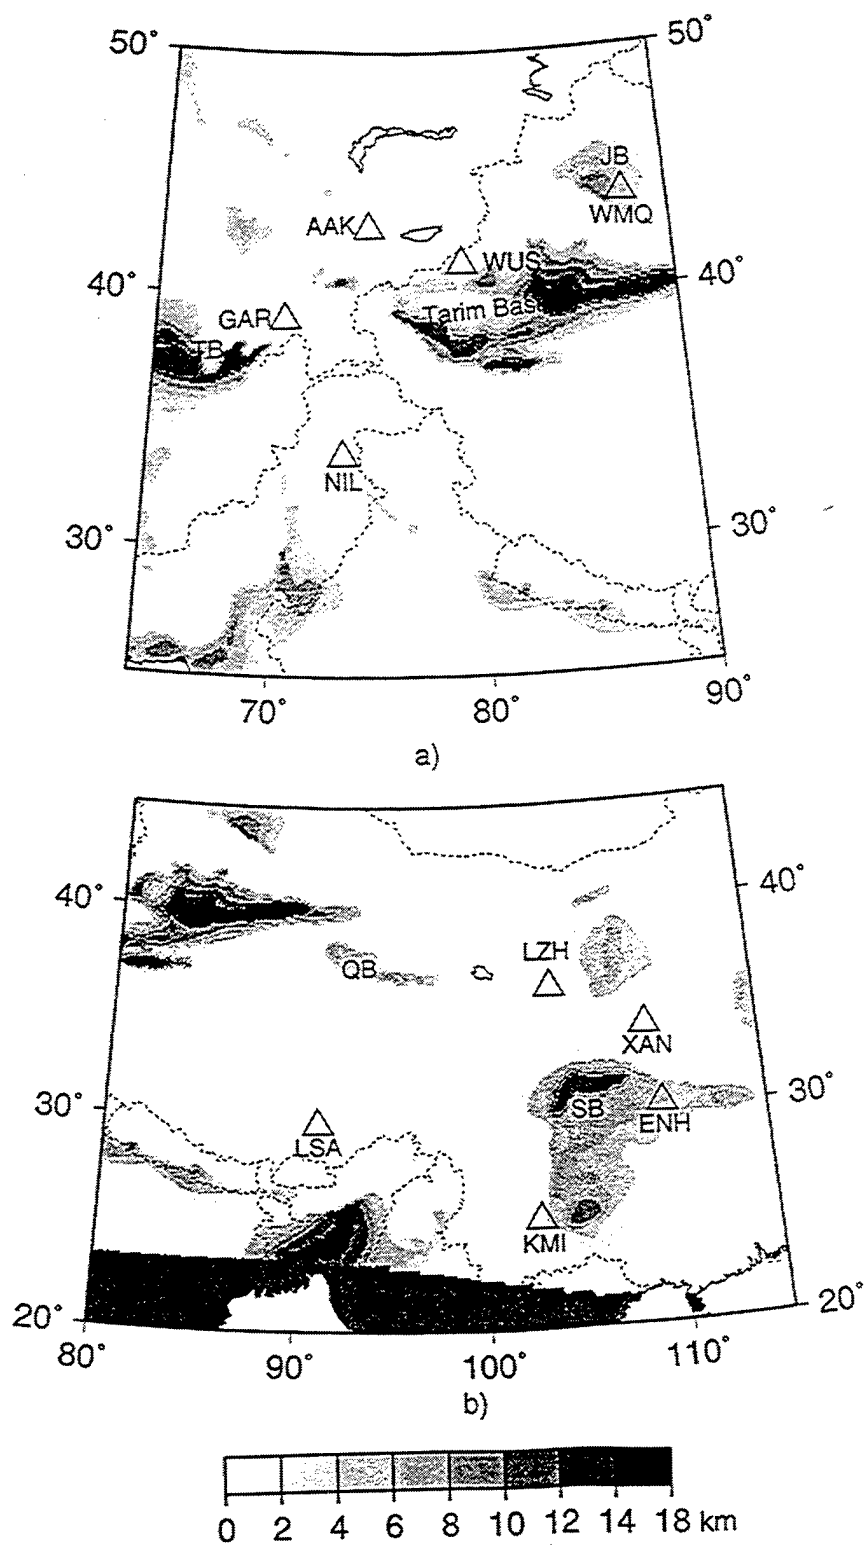 50° 50°
JB
WMQ
AAK
WUS
40° 40°
Tarim Bas
GAR
TB
NIL
30° 30°
70° 80° 90°
a)
40° 40°
LZH
QB
XAN
30° 30°
SB
ENH
LSA
KMI
20° 20°
80° 90° 100° 110°
b)
0 2 4 6 8 10 12 14 18 km